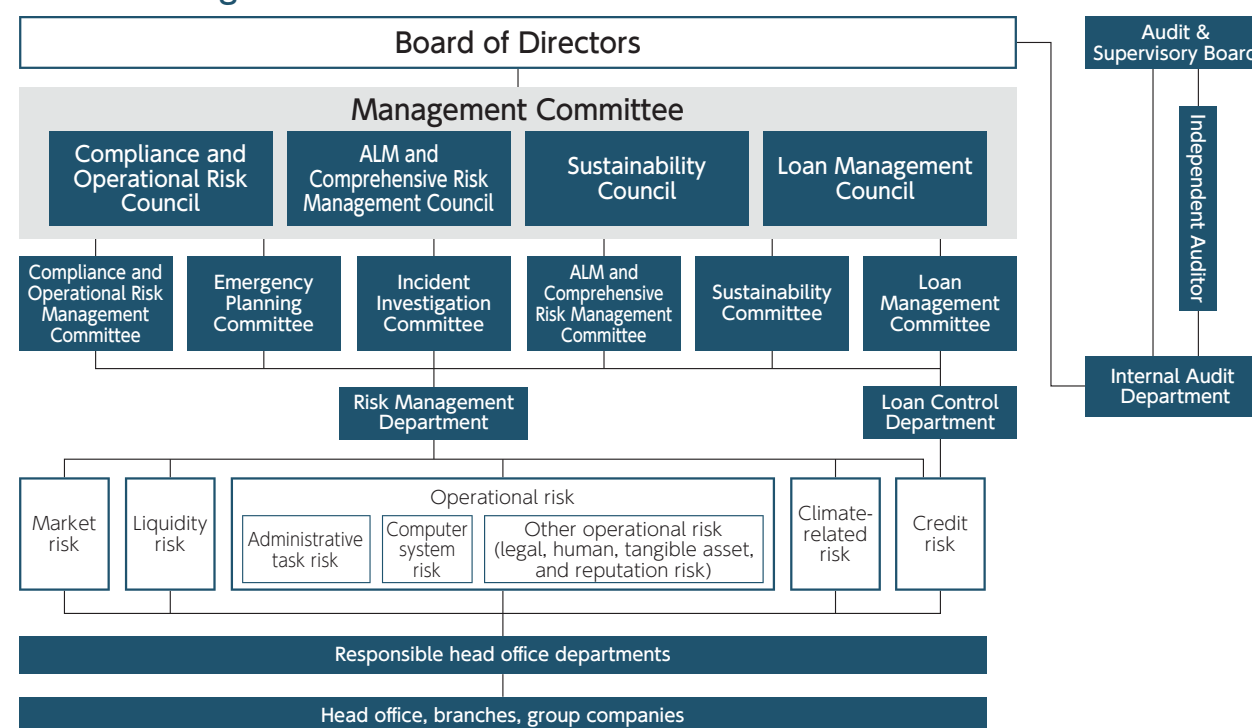 Board of Directors
Audit &
Supervisory Board
Management Committee
Compliance and
Operational Risk
Council
ALM and
Comprehensive Risk
Management Council
Sustainability
Council
Loan Management
Council
Independent Auditor
Compliance and
Operational Risk
Management
Committee
Emergency
Planning
Committee
Incident
Investigation
Committee
ALM and
Comprehensive
Risk Management
Committee
Sustainability
Committee
Loan
Management
Committee
Internal Audit
Department
Risk Management
Department
Loan Control
Department
Market
risk
Liquidity
risk
Operational risk
Administrative
task risk
Computer
system
risk
Other operational risk
(legal, human, tangible asset,
and reputation risk)
Climate-
related
risk
Credit
risk
Responsible head office departments
Head office, branches, group companies